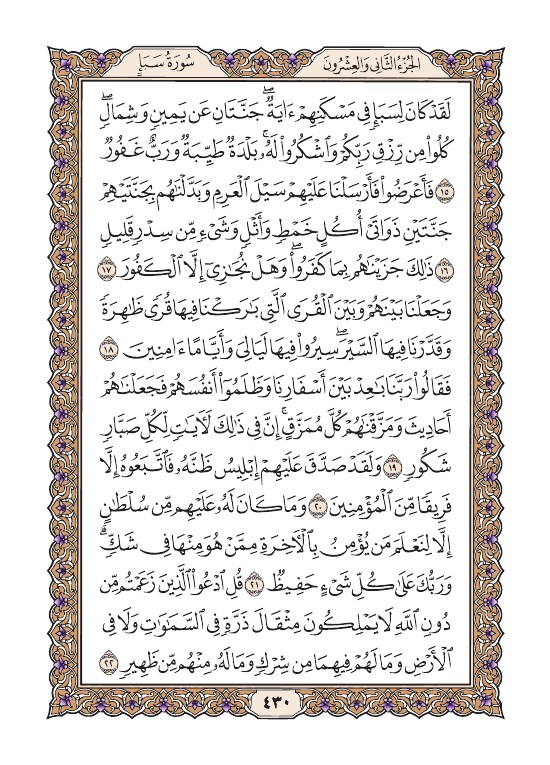 الجزء الثاني والعشرون
سورة سبإ
لَقَدْ كَانَ لِسَبَإٍ فِي مَسْكَنِهِمْ ءَايَةٌۖ جَنَّتَانِ عَن يَمِينٍ وَشِمَالٍۖ
كُلُوا۟ مِن رِّزْقِ رَبِّكُمْ وَٱشْكُرُوا۟ لَهُۥۚ بَلْدَةٌ طَيِّبَةٌ وَرَبٌّ غَفُورٌ
١٥ فَأَعْرَضُوا۟ فَأَرْسَلْنَا عَلَيْهِمْ سَيْلَ ٱلْعَرِمِ وَبَدَّلْنَٰهُم بِجَنَّتَيْهِمْ
جَنَّتَيْنِ ذَوَاتَىْ أُكُلٍ خَمْطٍ وَأَثْلٍ وَشَىْءٍ مِّن سِدْرٍ قَلِيلٍ
١٦ ذَٰلِكَ جَزَيْنَٰهُم بِمَا كَفَرُوا۟ۖ وَهَلْ نُجَٰزِىٓ إِلَّا ٱلْكَفُورَ ١٧
وَجَعَلْنَا بَيْنَهُمْ وَبَيْنَ ٱلْقُرَى ٱلَّتِى بَٰرَكْنَا فِيهَا قُرًى ظَٰهِرَةً
وَقَدَّرْنَا فِيهَا ٱلسَّيْرَۖ سِيرُوا۟ فِيهَا لَيَالِىَ وَأَيَّامًا ءَامِنِينَ ١٨
فَقَالُوا۟ رَبَّنَا بَٰعِدْ بَيْنَ أَسْفَارِنَا وَظَلَمُوٓا۟ أَنفُسَهُمْ فَجَعَلْنَٰهُمْ
أَحَادِيثَ وَمَزَّقْنَٰهُمْ كُلَّ مُمَزَّقٍۚ إِنَّ فِى ذَٰلِكَ لَءَايَٰتٍ لِّكُلِّ صَبَّارٍ
شَكُورٍ ١٩ وَلَقَدْ صَدَّقَ عَلَيْهِمْ إِبْلِيسُ ظَنَّهُۥ فَٱتَّبَعُوهُ إِلَّا
فَرِيقًا مِّنَ ٱلْمُؤْمِنِينَ ٢٠ وَمَا كَانَ لَهُۥ عَلَيْهِم مِّن سُلْطَٰنٍ
إِلَّا لِنَعْلَمَ مَن يُؤْمِنُ بِٱلْءَاخِرَةِ مِمَّنْ هُوَ مِنْهَا فِى شَكٍّۗ
وَرَبُّكَ عَلَىٰ كُلِّ شَىْءٍ حَفِيظٌ ٢١ قُلِ ٱدْعُوا۟ ٱلَّذِينَ زَعَمْتُم مِّن
دُونِ ٱللَّهِ لَا يَمْلِكُونَ مِثْقَالَ ذَرَّةٍ فِى ٱلسَّمَٰوَٰتِ وَلَا فِى
ٱلْأَرْضِ وَمَا لَهُمْ فِيهِمَا مِن شِرْكٍ وَمَا لَهُۥ مِنْهُم مِّن ظَهِيرٍ ٢٢
٤٣٠